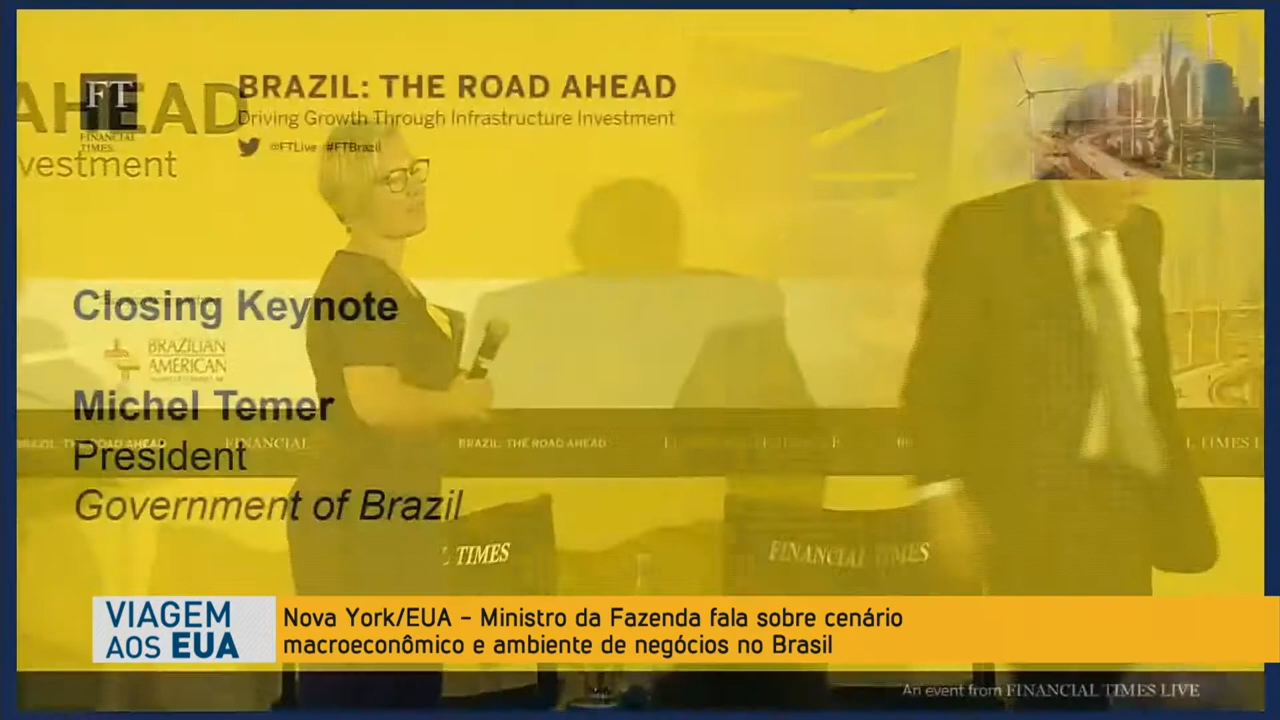 AHEAD
vestment
FT
FINANCIAL
TIMES
BRAZIL: THE ROAD AHEAD
Driving Growth Through Infrastructure Investment
@FTLive #FTBrazil
Closing Keynote
BRAZILIAN
AMERICAN
Michel Temer
President
Government of Brazil
BRAZIL: THE ROAD AHEAD FINANCIAL BRAZIL: THE ROAD AHEAD TIMES
TIMES
FINANCIAL TIMES
VIAGEM
AOS EUA
Nova York/EUA - Ministro da Fazenda fala sobre cenário
macroeconômico e ambiente de negócios no Brasil
An event from FINANCIAL TIMES LIVE